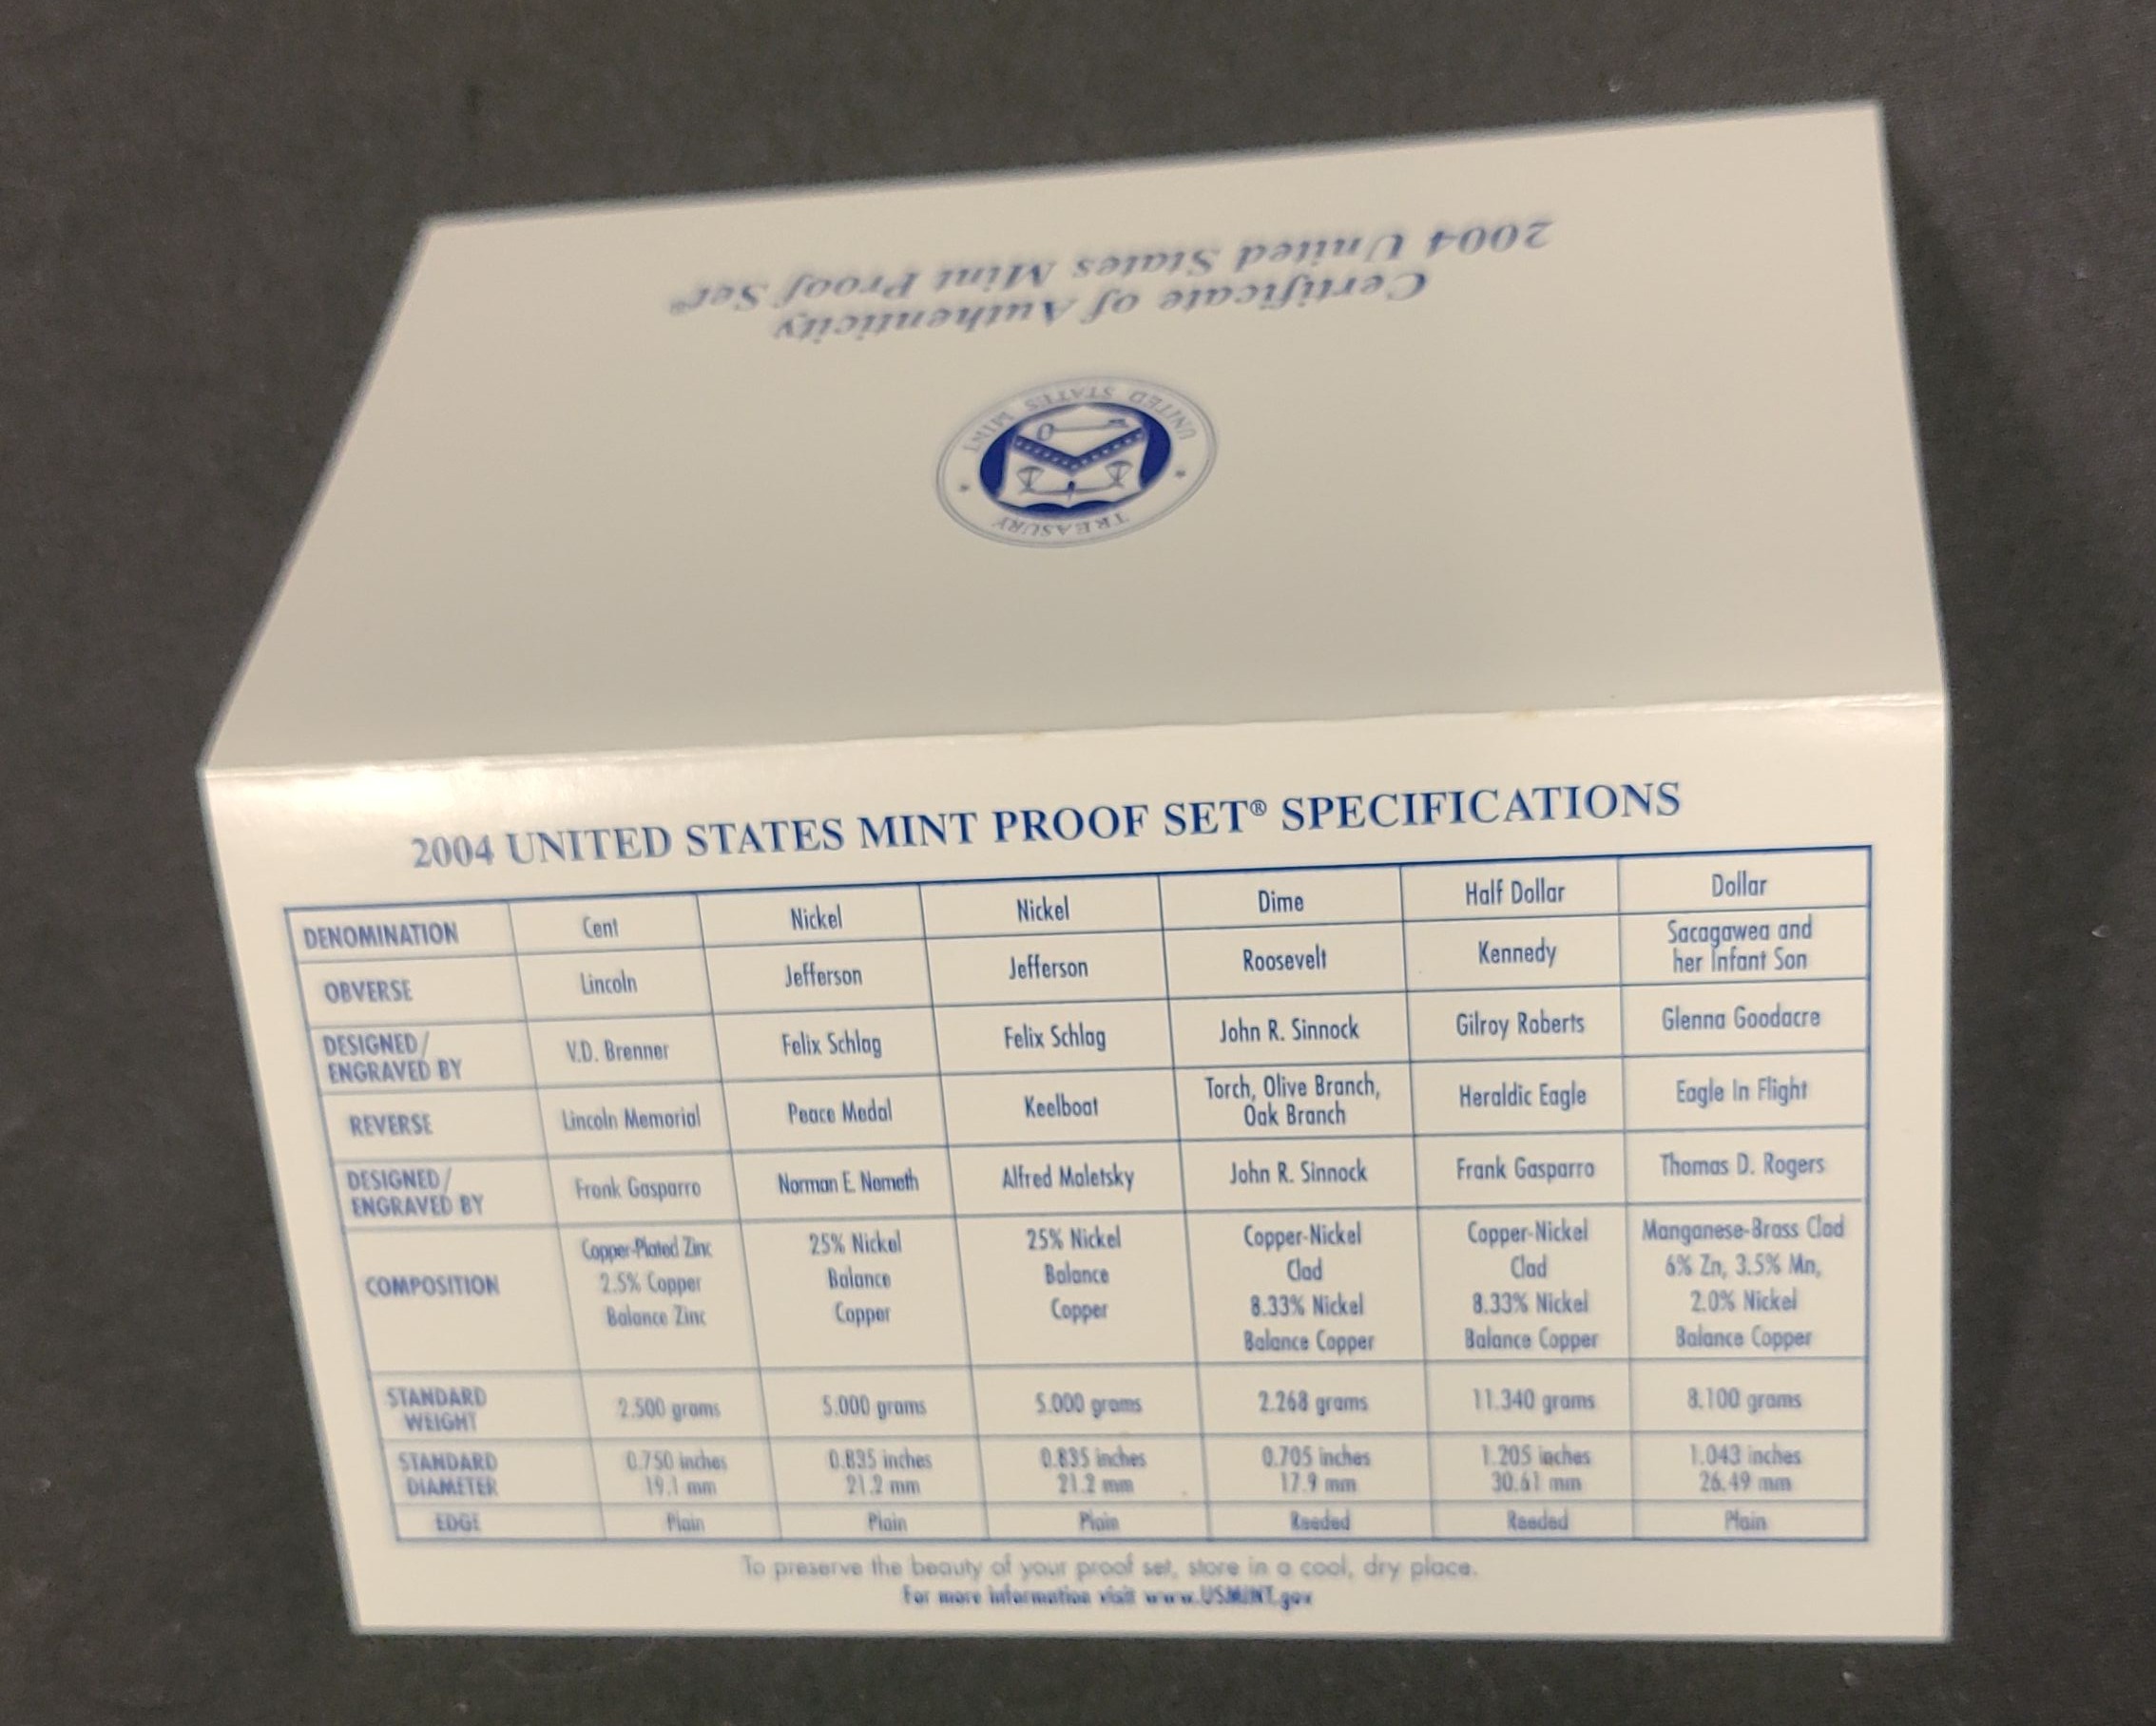 2004 United States Mint Proof Set®
Certificate of Authenticity
UNITED STATES MINT
TREASURY
2004 UNITED STATES MINT PROOF SET® SPECIFICATIONS
DENOMINATION Cent Nickel Nickel Dime Half Dollar Dollar
OBVERSE Lincoln Jefferson Jefferson Roosevelt Kennedy Sacagawea and
her Infant Son
DESIGNED/
ENGRAVED BY V.D. Brenner Felix Schlag Felix Schlag John R. Sinnock Gilroy Roberts Glenna Goodacre
REVERSE Lincoln Memorial Peace Medal Keelboat Torch, Olive Branch,
Oak Branch Heraldic Eagle Eagle In Flight
DESIGNED/
ENGRAVED BY Frank Gasparro Norman E. Nemeth Alfred Maletsky John R. Sinnock Frank Gasparro Thomas D. Rogers
COMPOSITION Copper-Plated Zinc
2.5% Copper
Balance Zinc
25% Nickel
Balance
Copper
25% Nickel
Balance
Copper
Copper-Nickel
Clad
8.33% Nickel
Balance Copper
Copper-Nickel
Clad
8.33% Nickel
Balance Copper
Manganese-Brass Clad
6% Zn, 3.5% Mn,
2.0% Nickel
Balance Copper
STANDARD
WEIGHT 2.500 grams 5.000 grams 5.000 grams 2.268 grams 11.340 grams 8.100 grams
STANDARD
DIAMETER
0.750 inches
19.1 mm
0.835 inches
21.2 mm
0.835 inches
21.2 mm
0.705 inches
17.9 mm
1.205 inches
30.61 mm
1.043 inches
26.49 mm
EDGE Plain Plain Plain Reeded Reeded Plain
To preserve the beauty of your proof set, store in a cool, dry place.
For more information visit www.USMINT.gov